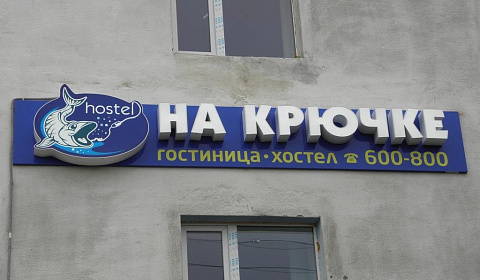 hostel
НА КРЮЧКЕ
гостиница • хостел ☎ 600-800